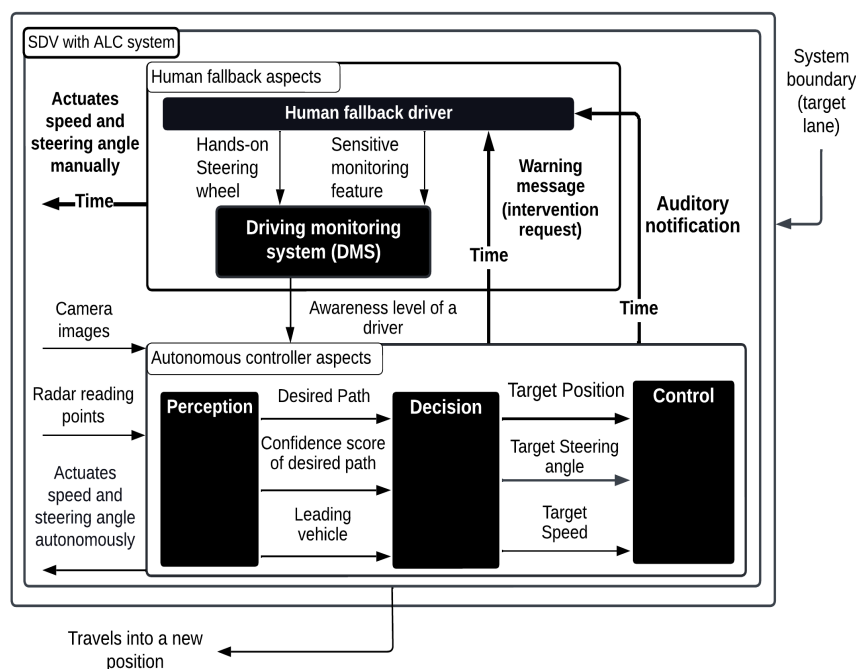 SDV with ALC system
System
boundary
(target
lane)
Human fallback aspects
Actuates
speed and
steering angle
manually
Human fallback driver
Hands-on
Steering
wheel
Sensitive
monitoring
feature
Warning
message
(intervention
request)
Auditory
notification
Time
Driving monitoring
system (DMS)
Time
Time
Camera
images
Awareness level of a
driver
Autonomous controller aspects
Radar reading
points
Perception
Desired Path
Decision
Target Position
Control
Confidence score
of desired path
Target Steering
angle
Actuates
speed and
steering angle
autonomously
Leading
vehicle
Target
Speed
Travels into a new
position